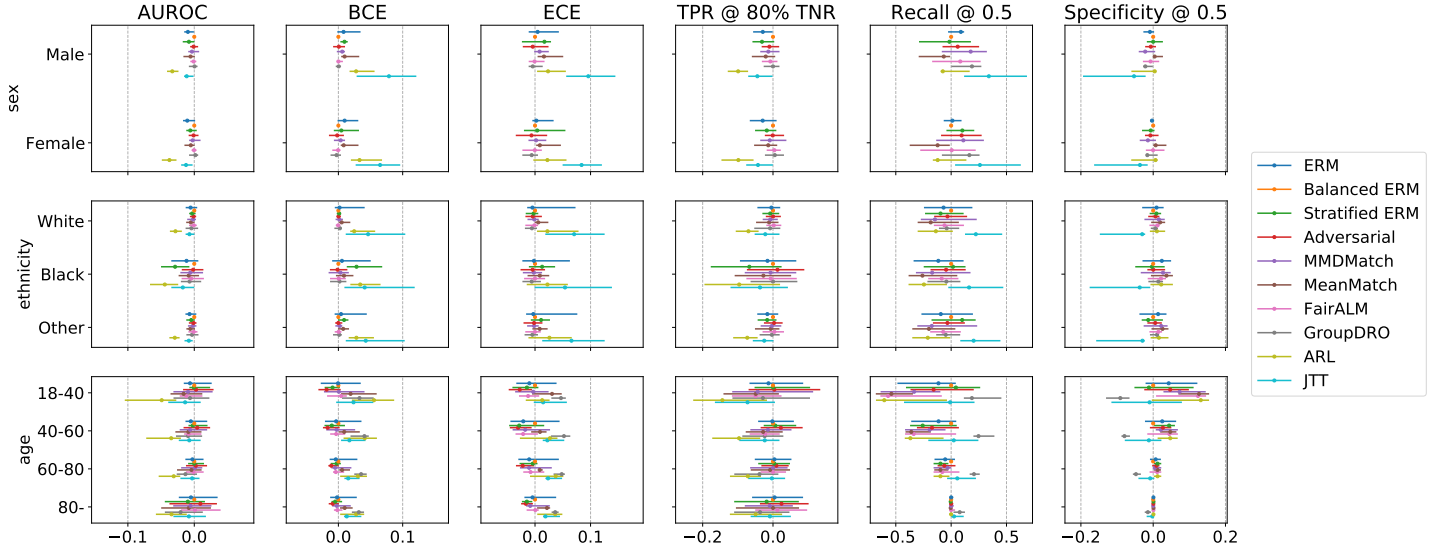 AUROC BCE ECE TPR @ 80% TNR Recall @ 0.5 Specificity @ 0.5
sex
Male
Female
ethnicity
White
Black
Other
age
18-40
40-60
60-80
80-
−0.1 0.0 0.0 0.1 0.0 0.1 −0.2 0.0 −0.5 0.0 0.5 −0.2 0.0 0.2
ERM
Balanced ERM
Stratified ERM
Adversarial
MMDMatch
MeanMatch
FairALM
GroupDRO
ARL
JTT